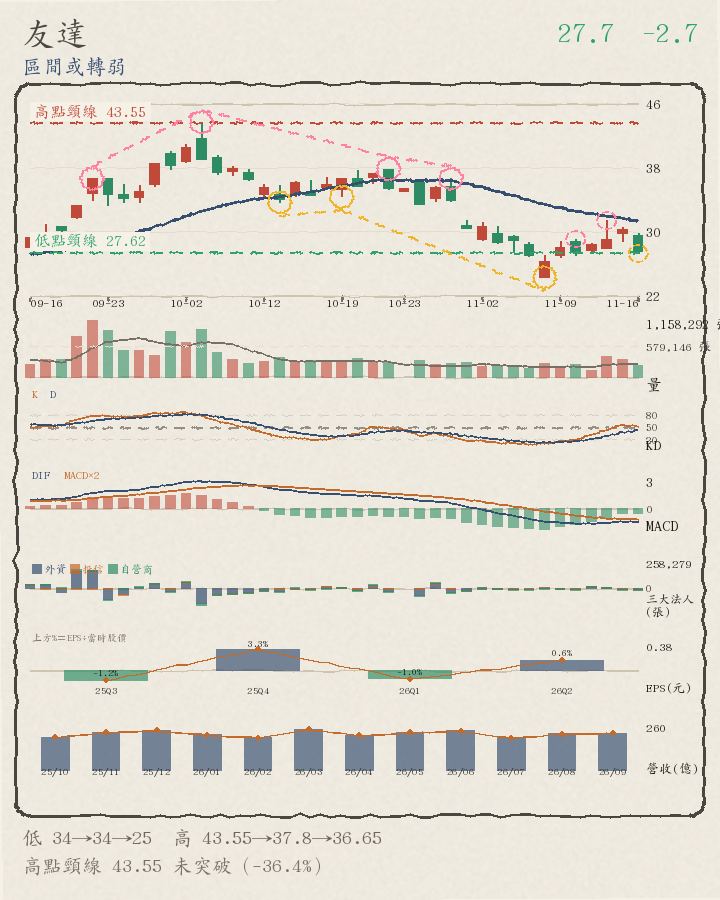 友達
27.7 -2.7
區間或轉弱
高點頸線 43.55
46
38
30
低點頸線 27.62
22
09-16 09-23 10-02 10-12 10-19 10-26 11-02 11-09 11-16
1,158,292 張
579,146 張
量
K D
80
50
20
KD
DIF MACD×2
3
0
MACD
外資 投信 自營商
258,279
0
三大法人
(張)
上方%=EPS÷當時股價
-1.2% 3.3% -1.0% 0.6%
0.38
25Q3 25Q4 26Q1 26Q2
EPS(元)
260
25/10 25/11 25/12 26/01 26/02 26/03 26/04 26/05 26/06 26/07 26/08 26/09
營收(億)
低 34→34→25 高 43.55→37.8→36.65
高點頸線 43.55 未突破 (-36.4%)